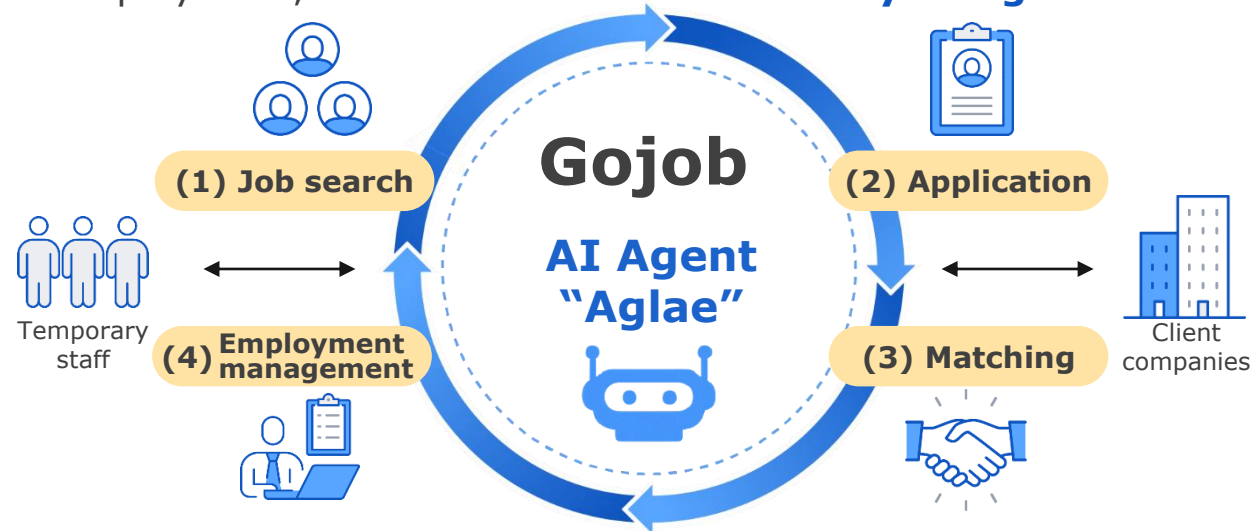 Gojob
AI Agent
“Aglae”
(1) Job search
(2) Application
(3) Matching
(4) Employment
management
Temporary
staff
Client
companies